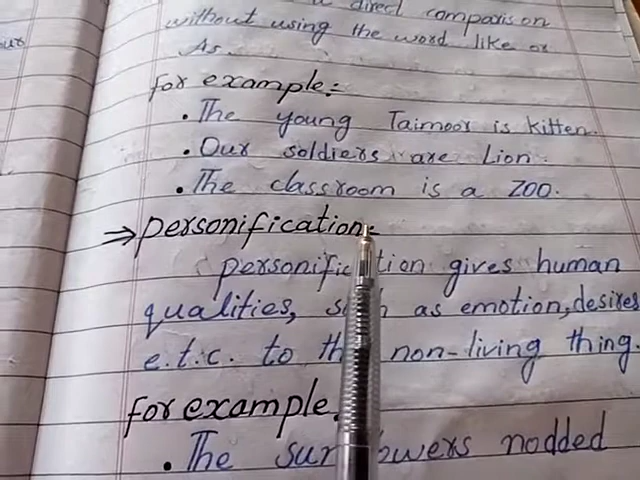 a direct comparison
without using the word like or
As.
for example:-
• The young Taimoor is kitten.
• Our soldiers are Lion.
• The classroom is a ZOO.
⇒ personification:-
personification gives human
qualities, such as emotion, desires
e.t.c. to the non-living thing.
for example.
• The nodded